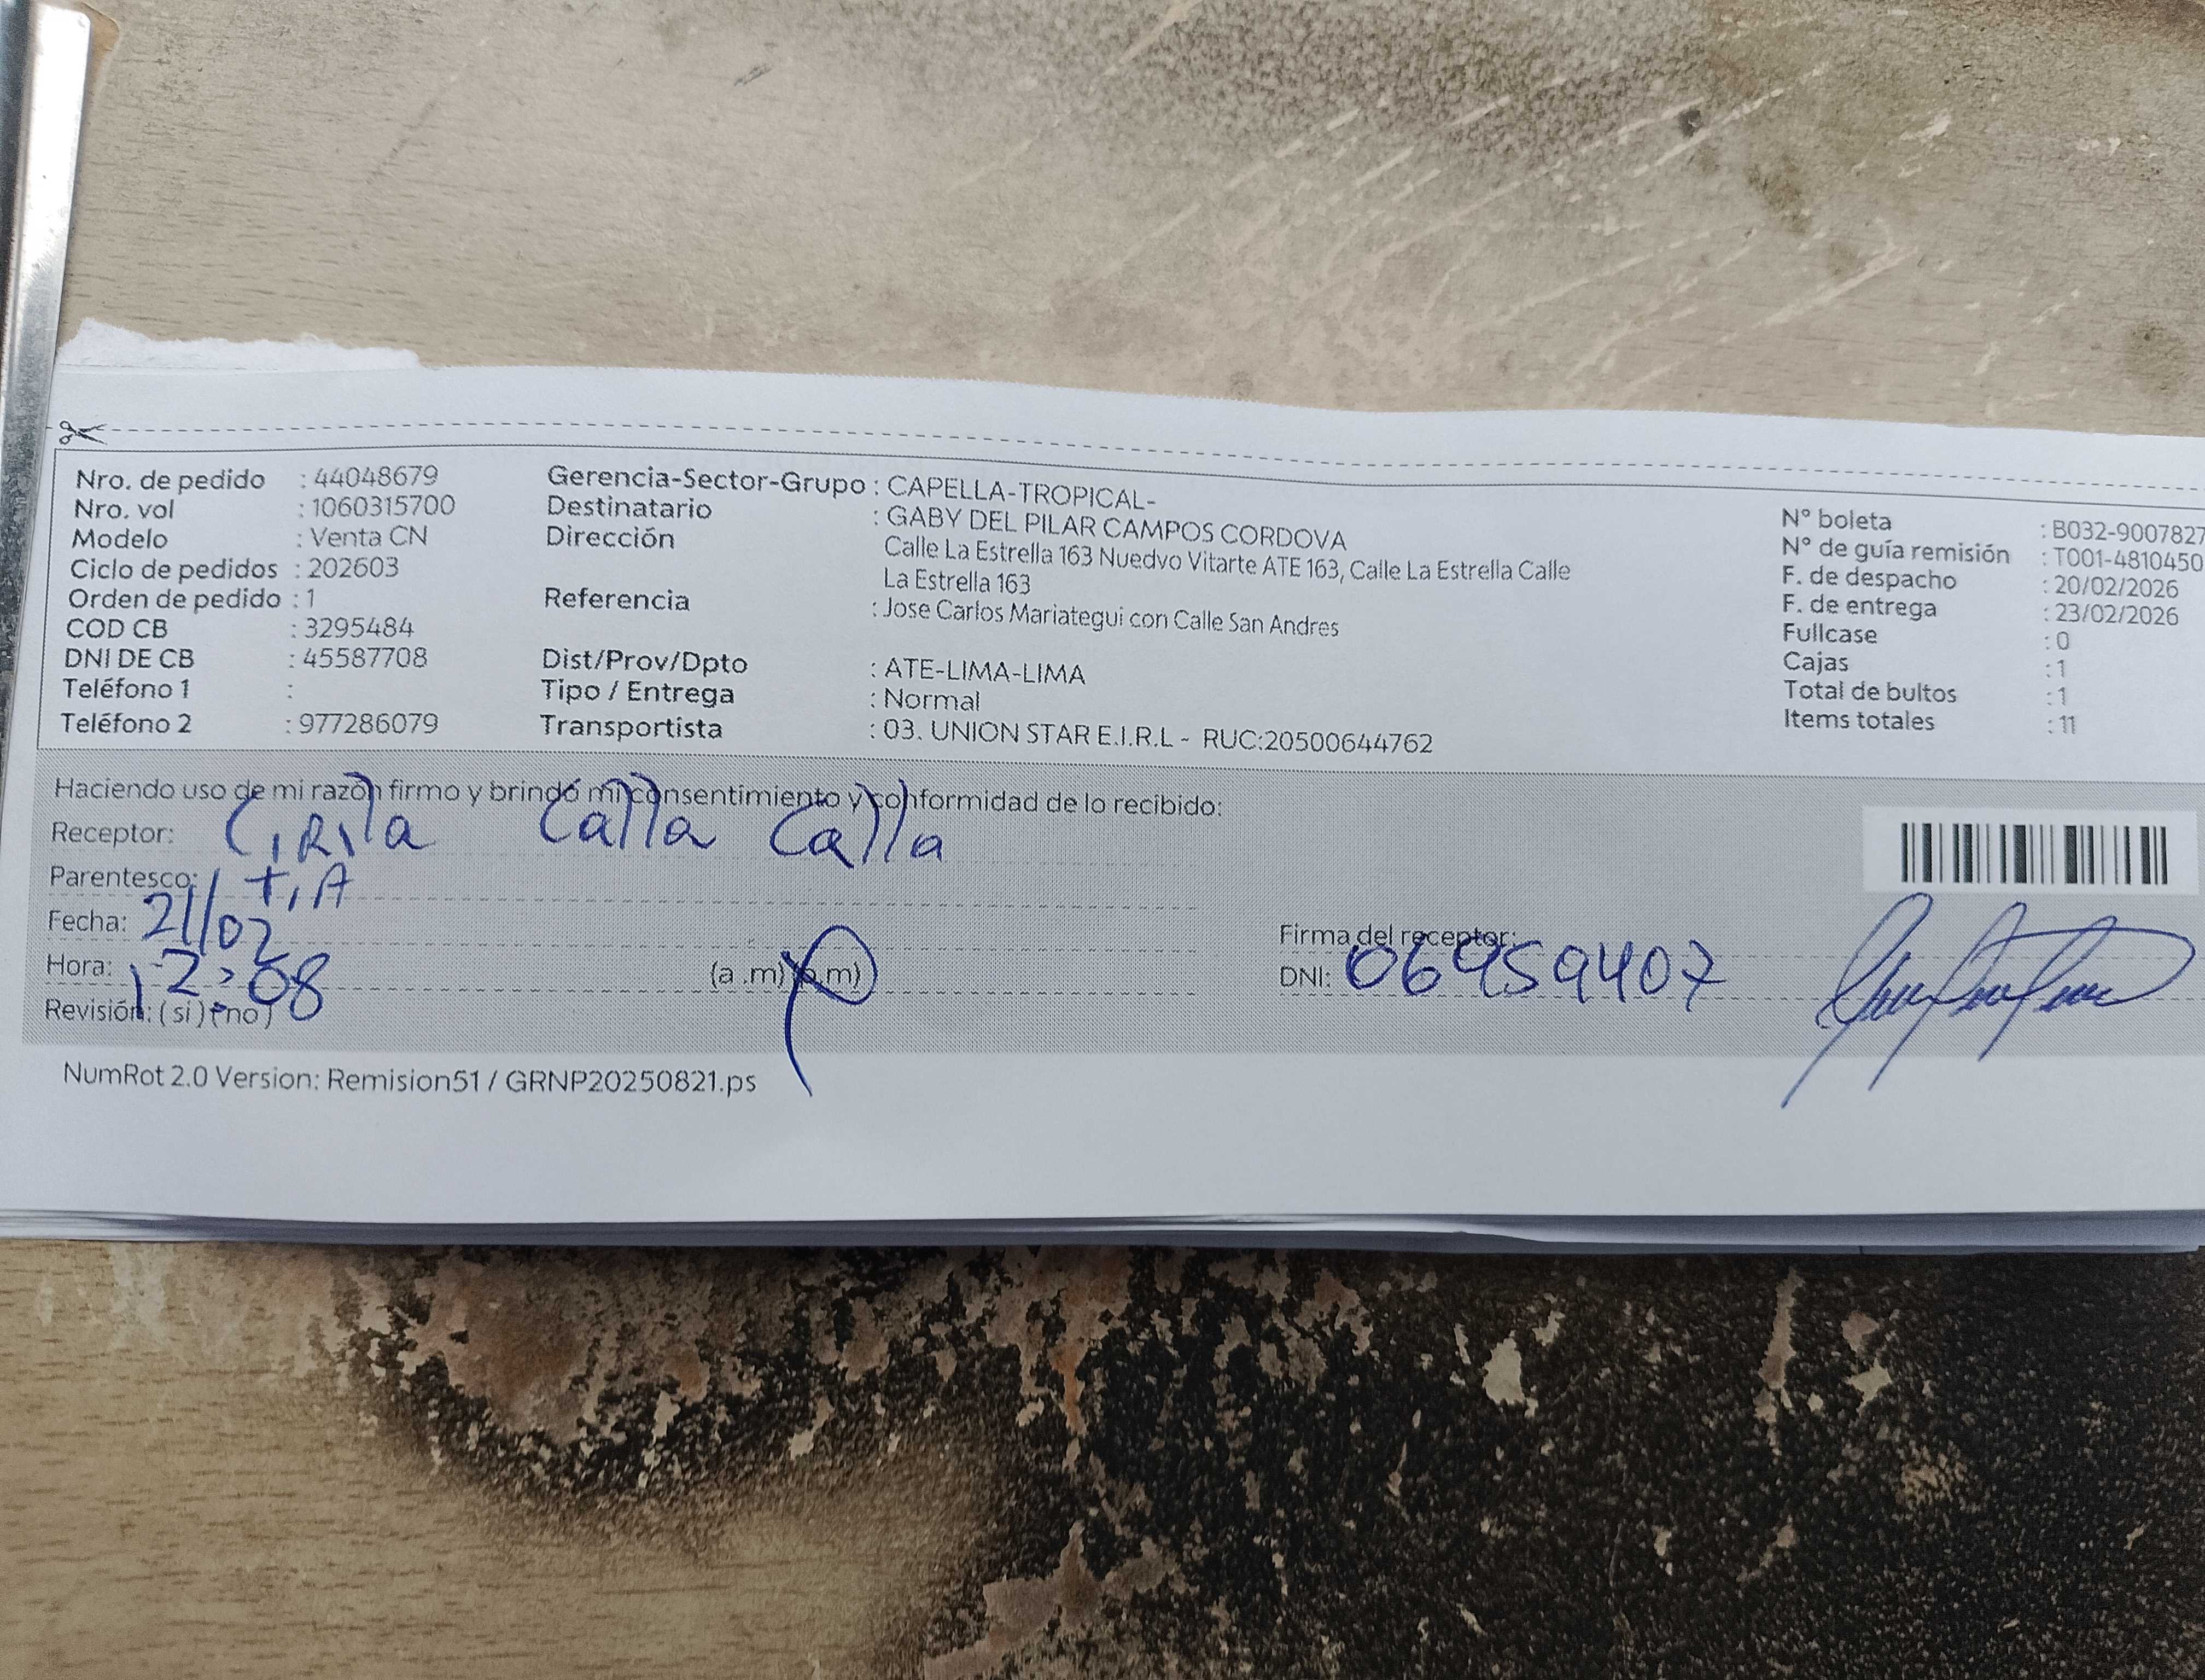 Nro. de pedido : 44048679
Nro. vol : 1060315700
Modelo : Venta CN
Ciclo de pedidos : 202603
Orden de pedido : 1
COD CB : 3295484
DNI DE CB : 45587708
Teléfono 1 :
Teléfono 2 : 977286079
Gerencia-Sector-Grupo : CAPELLA-TROPICAL-
Destinatario : GABY DEL PILAR CAMPOS CORDOVA
Dirección Calle La Estrella 163 Nuedvo Vitarte ATE 163, Calle La Estrella Calle
La Estrella 163
Referencia : Jose Carlos Mariategui con Calle San Andres
Dist/Prov/Dpto : ATE-LIMA-LIMA
Tipo / Entrega : Normal
Transportista : 03. UNION STAR E.I.R.L - RUC:20500644762
N° boleta : B032-9007827
N° de guía remisión : T001-4810450
F. de despacho : 20/02/2026
F. de entrega : 23/02/2026
Fullcase : 0
Cajas : 1
Total de bultos : 1
Items totales : 11
Haciendo uso de mi razón firmo y brindo mi consentimiento y conformidad de lo recibido:
Receptor: Cirila Calla Calla
Parentesco: tiA
Fecha: 21/02
Hora: 12:08 (a .m) (p.m)
Revisión: ( si ) ( no )
Firma del receptor:
DNI: 06959407
NumRot 2.0 Version: Remision51 / GRNP20250821.ps